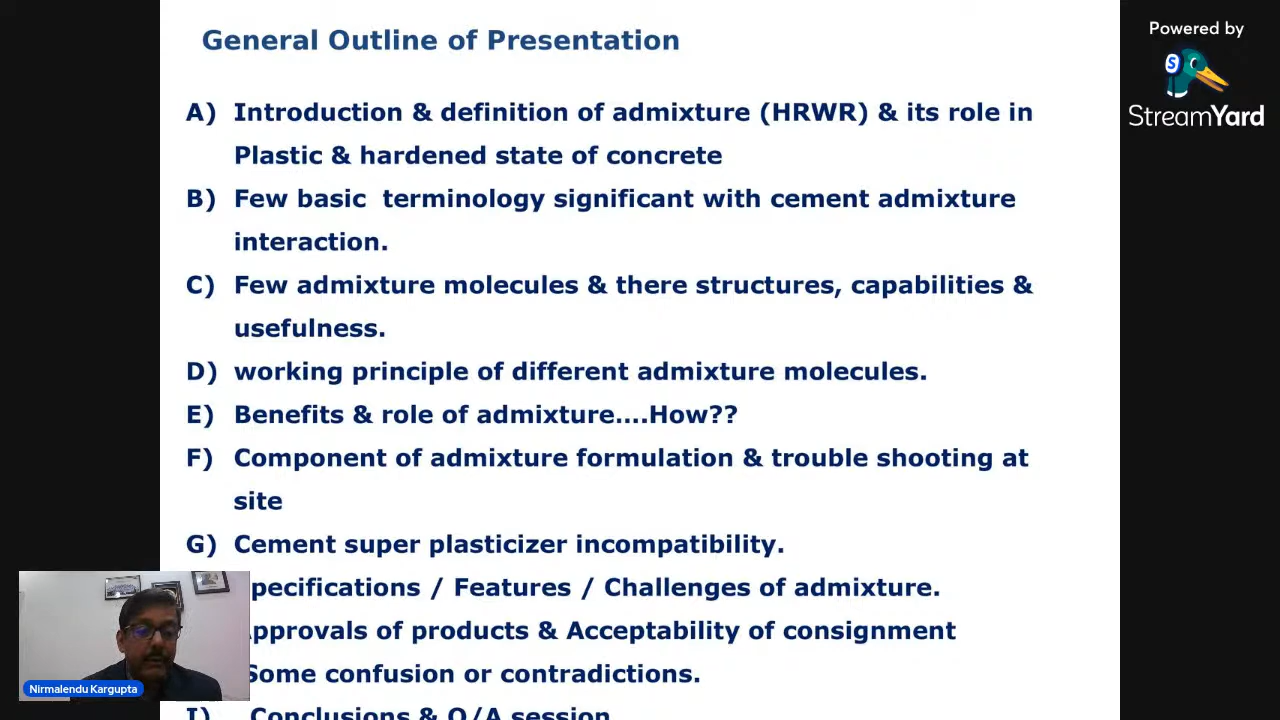 General Outline of Presentation
Powered by
S
StreamYard
A) Introduction & definition of admixture (HRWR) & its role in
Plastic & hardened state of concrete
B) Few basic terminology significant with cement admixture
interaction.
C) Few admixture molecules & there structures, capabilities &
usefulness.
D) working principle of different admixture molecules.
E) Benefits & role of admixture....How??
F) Component of admixture formulation & trouble shooting at
site
G) Cement super plasticizer incompatibility.
pecifications / Features / Challenges of admixture.
pprovals of products & Acceptability of consignment
Some confusion or contradictions.
I) Conclusions & Q/A session
Nirmalendu Kargupta